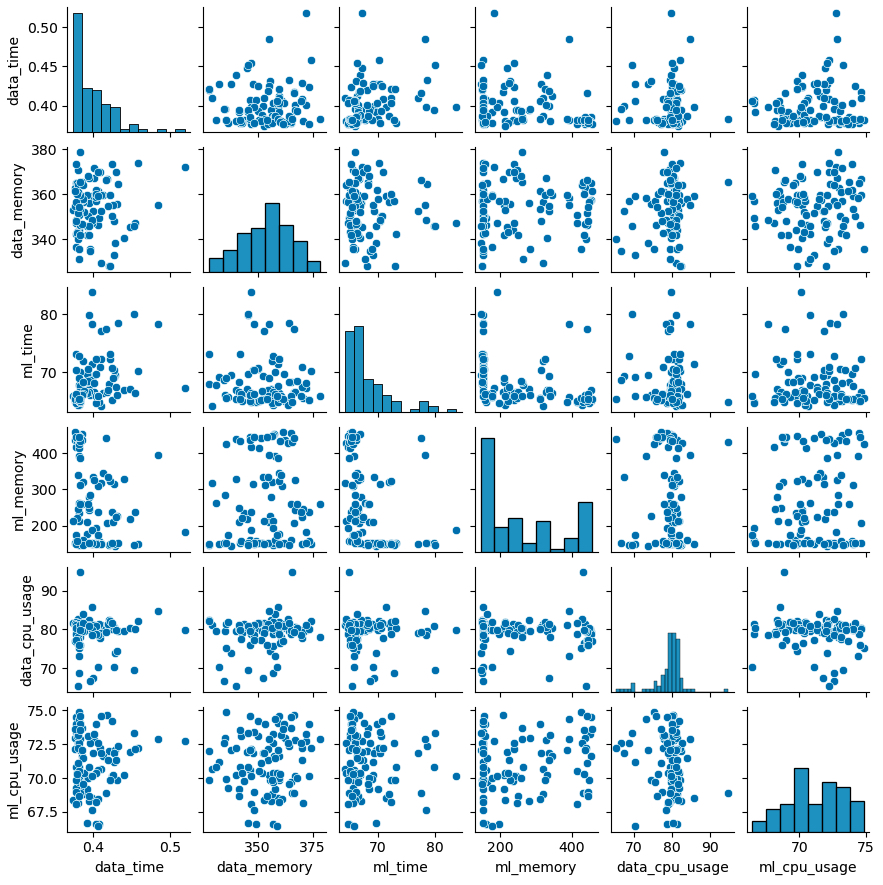 0.50
0.45
0.40
data_time
380
360
340
data_memory
80
70
ml_time
400
300
200
ml_memory
90
80
70
data_cpu_usage
75.0
72.5
70.0
67.5
ml_cpu_usage
0.4 0.5 350 375 70 80 200 400 70 80 90 70 75
data_time data_memory ml_time ml_memory data_cpu_usage ml_cpu_usage